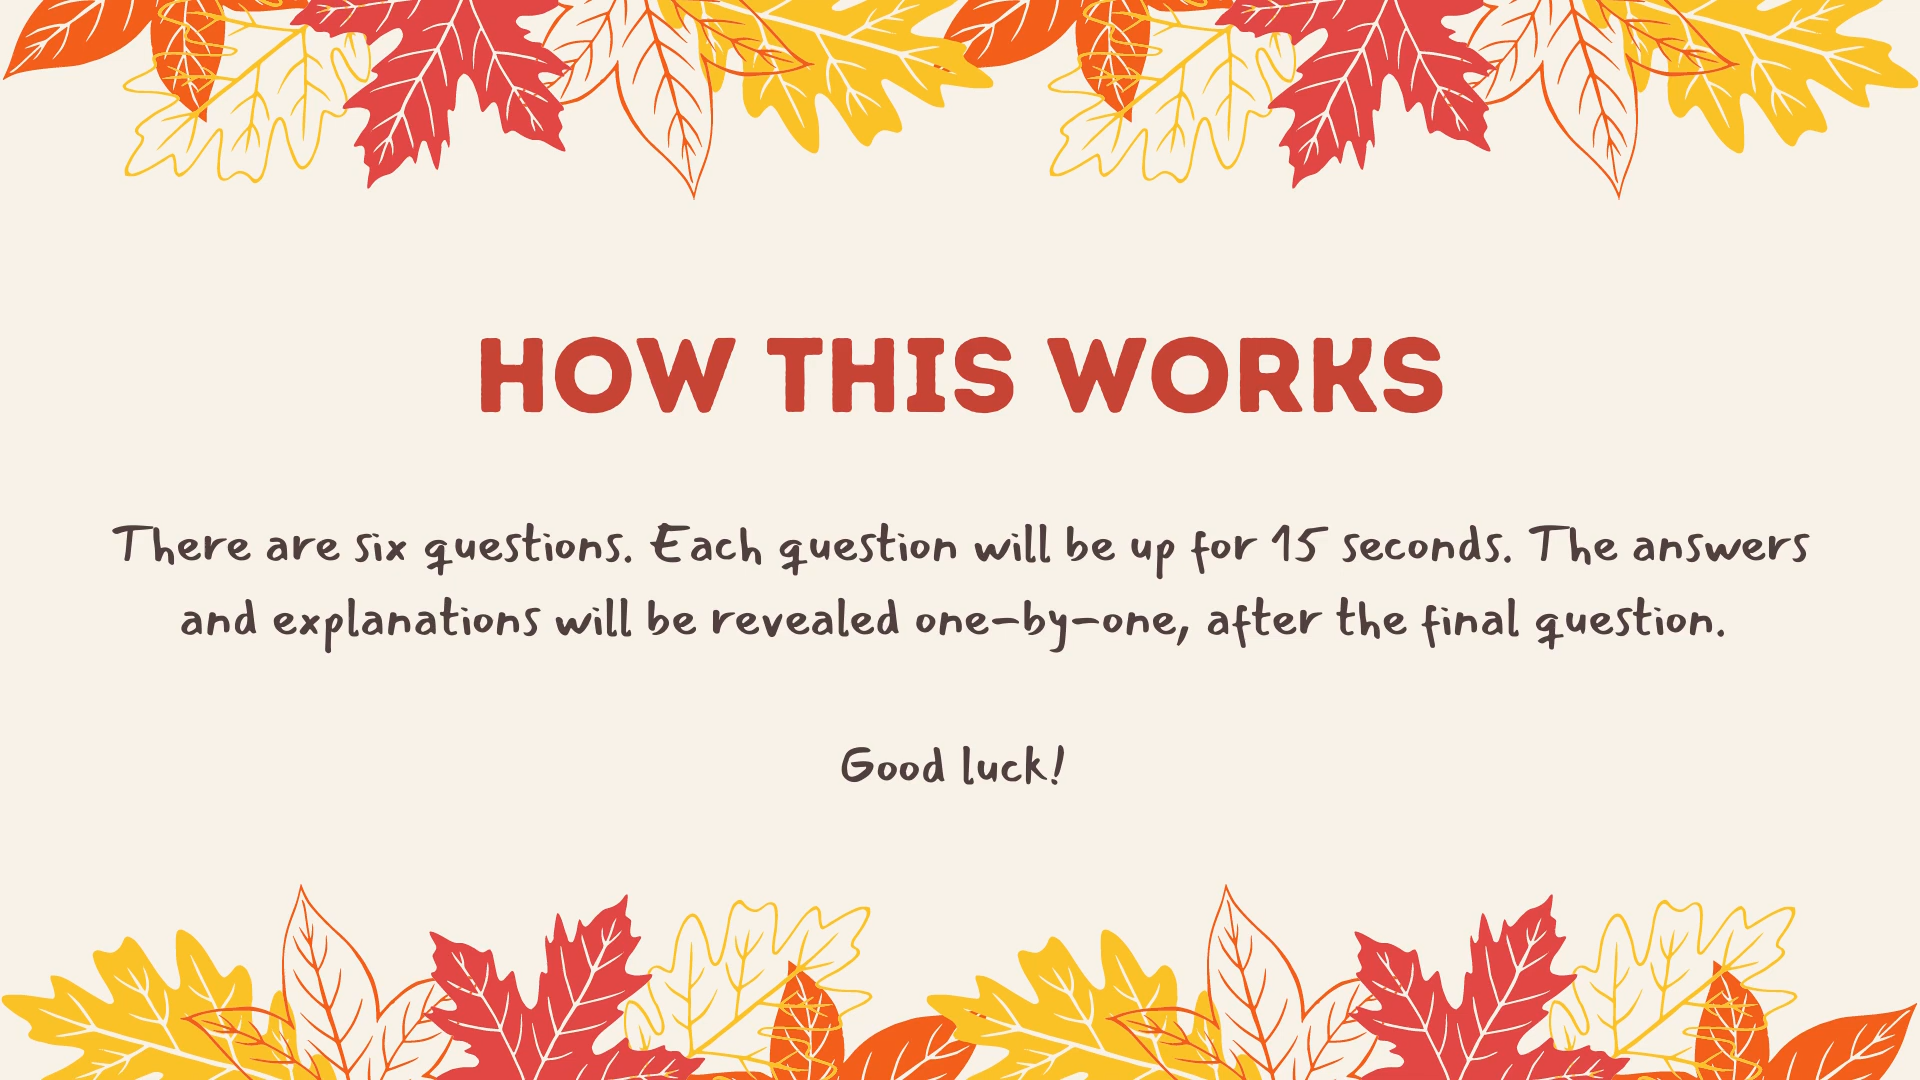 HOW THIS WORKS
There are six questions. Each question will be up for 15 seconds. The answers
and explanations will be revealed one-by-one, after the final question.
Good luck!